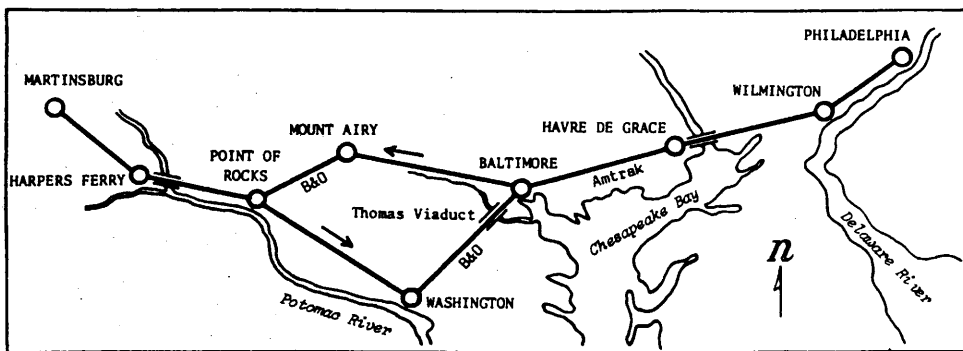 PHILADELPHIA
MARTINSBURG
WILMINGTON
MOUNT AIRY
HAVRE DE GRACE
POINT OF
ROCKS
BALTIMORE
HARPERS FERRY
B&O
Amtrak
Thomas Viaduct
Chesapeake Bay
Delaware River
B&O
n
WASHINGTON
Potomac River